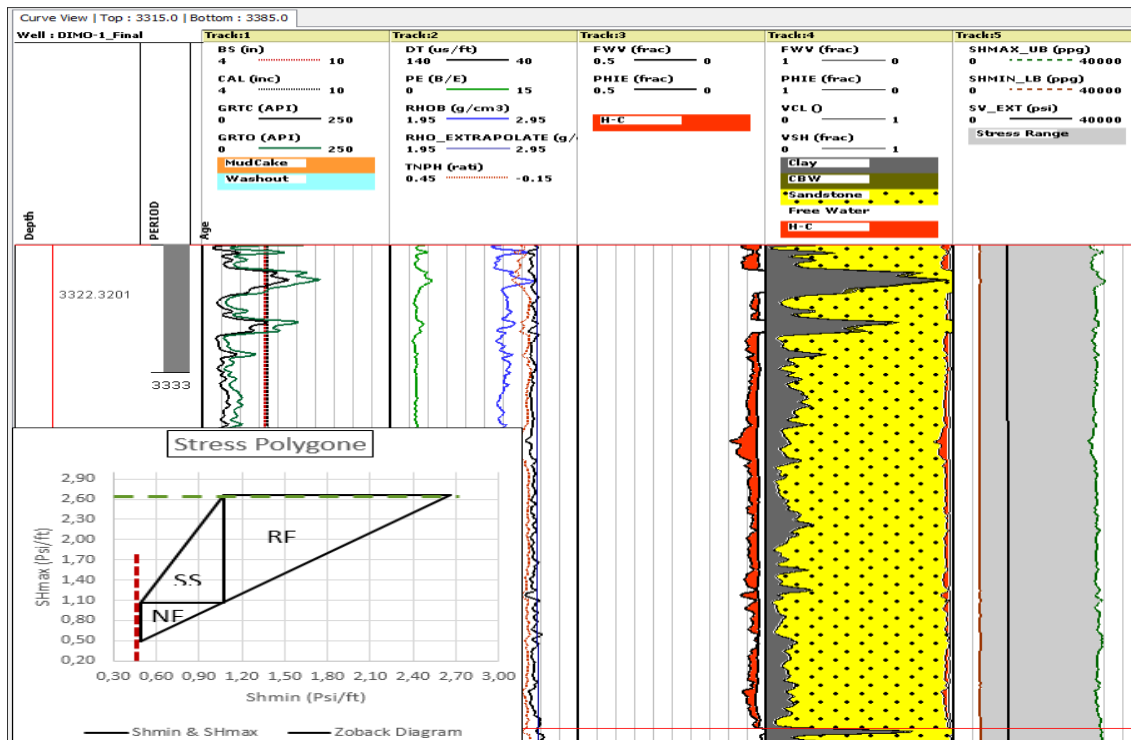 Curve View | Top : 3315.0 | Bottom : 3385.0
Well : DIMO-1_Final
Depth
PERIOD
Age
Track:1
BS (in)
4 10
CAL (inc)
4 10
GRTC (API)
0 250
GRTO (API)
0 250
MudCake
Washout
Track:2
DT (us/ft)
140 40
PE (B/E)
0 15
RHOB (g/cm3)
1.95 2.95
RHO_EXTRAPOLATE (g/
1.95 2.95
TNPH (rati)
0.45 -0.15
Track:3
FWV (frac)
0.5 0
PHIE (frac)
0.5 0
H-C
Track:4
FWV (frac)
1 0
PHIE (frac)
1 0
VCL ()
0 1
VSH (frac)
0 1
Clay
CBW
Sandstone
Free Water
H-C
Track:5
SHMAX_UB (ppg)
0 40000
SHMIN_LB (ppg)
0 40000
SV_EXT (psi)
0 40000
Stress Range
3322.3201
3333
Stress Polygone
SHmax (Psi/ft)
2,90
2,60
2,30
2,00
1,70
1,40
1,10
0,80
0,50
0,20
RF
SS
NF
0,30 0,60 0,90 1,20 1,50 1,80 2,10 2,40 2,70 3,00
Shmin (Psi/ft)
Shmin & SHmax
Zoback Diagram